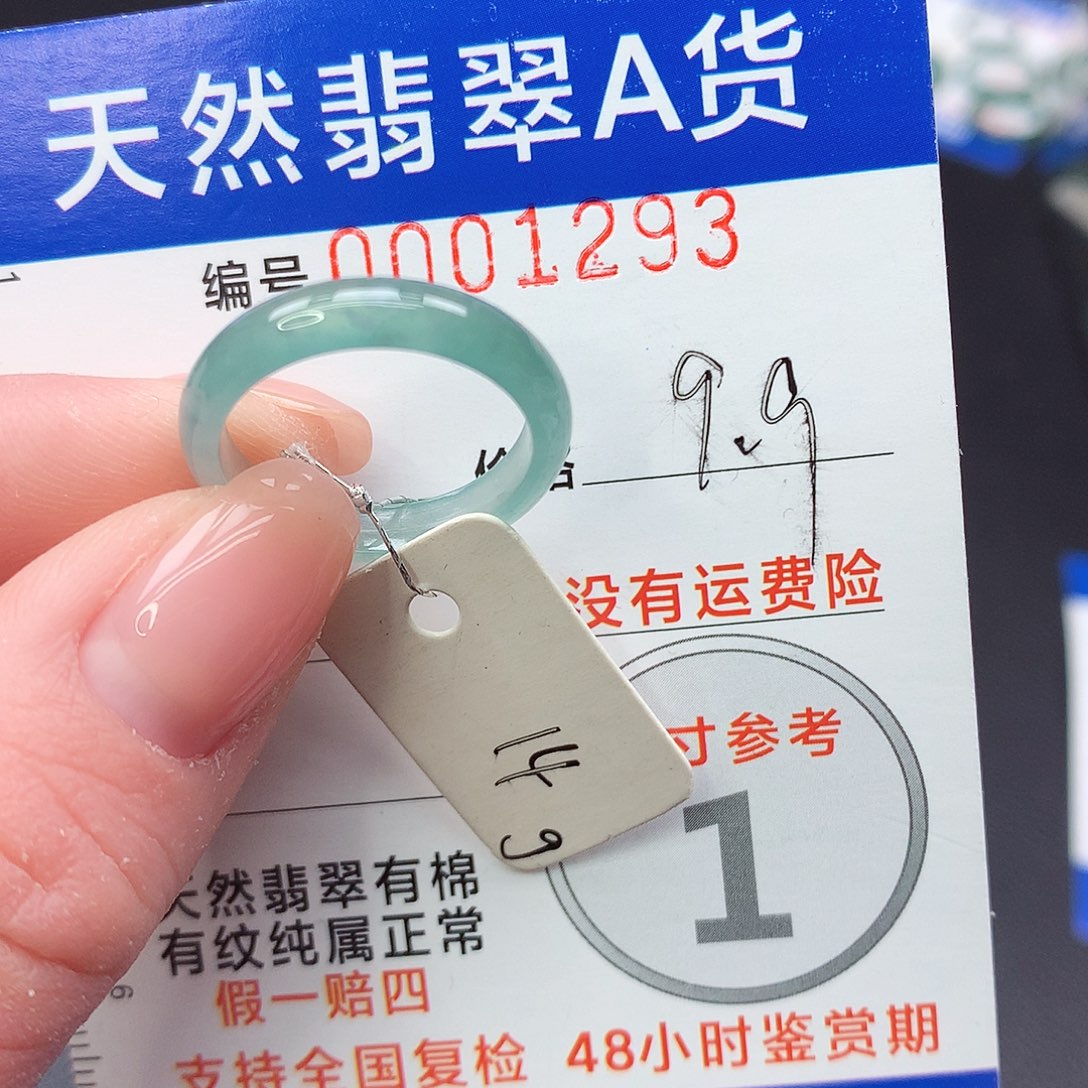 天然翡翠A货
编号 0001293
价格 9.9
没有运费险
寸参考
1
14
9
天然翡翠有棉
有纹纯属正常
假一赔四
支持全国复检 48小时鉴赏期